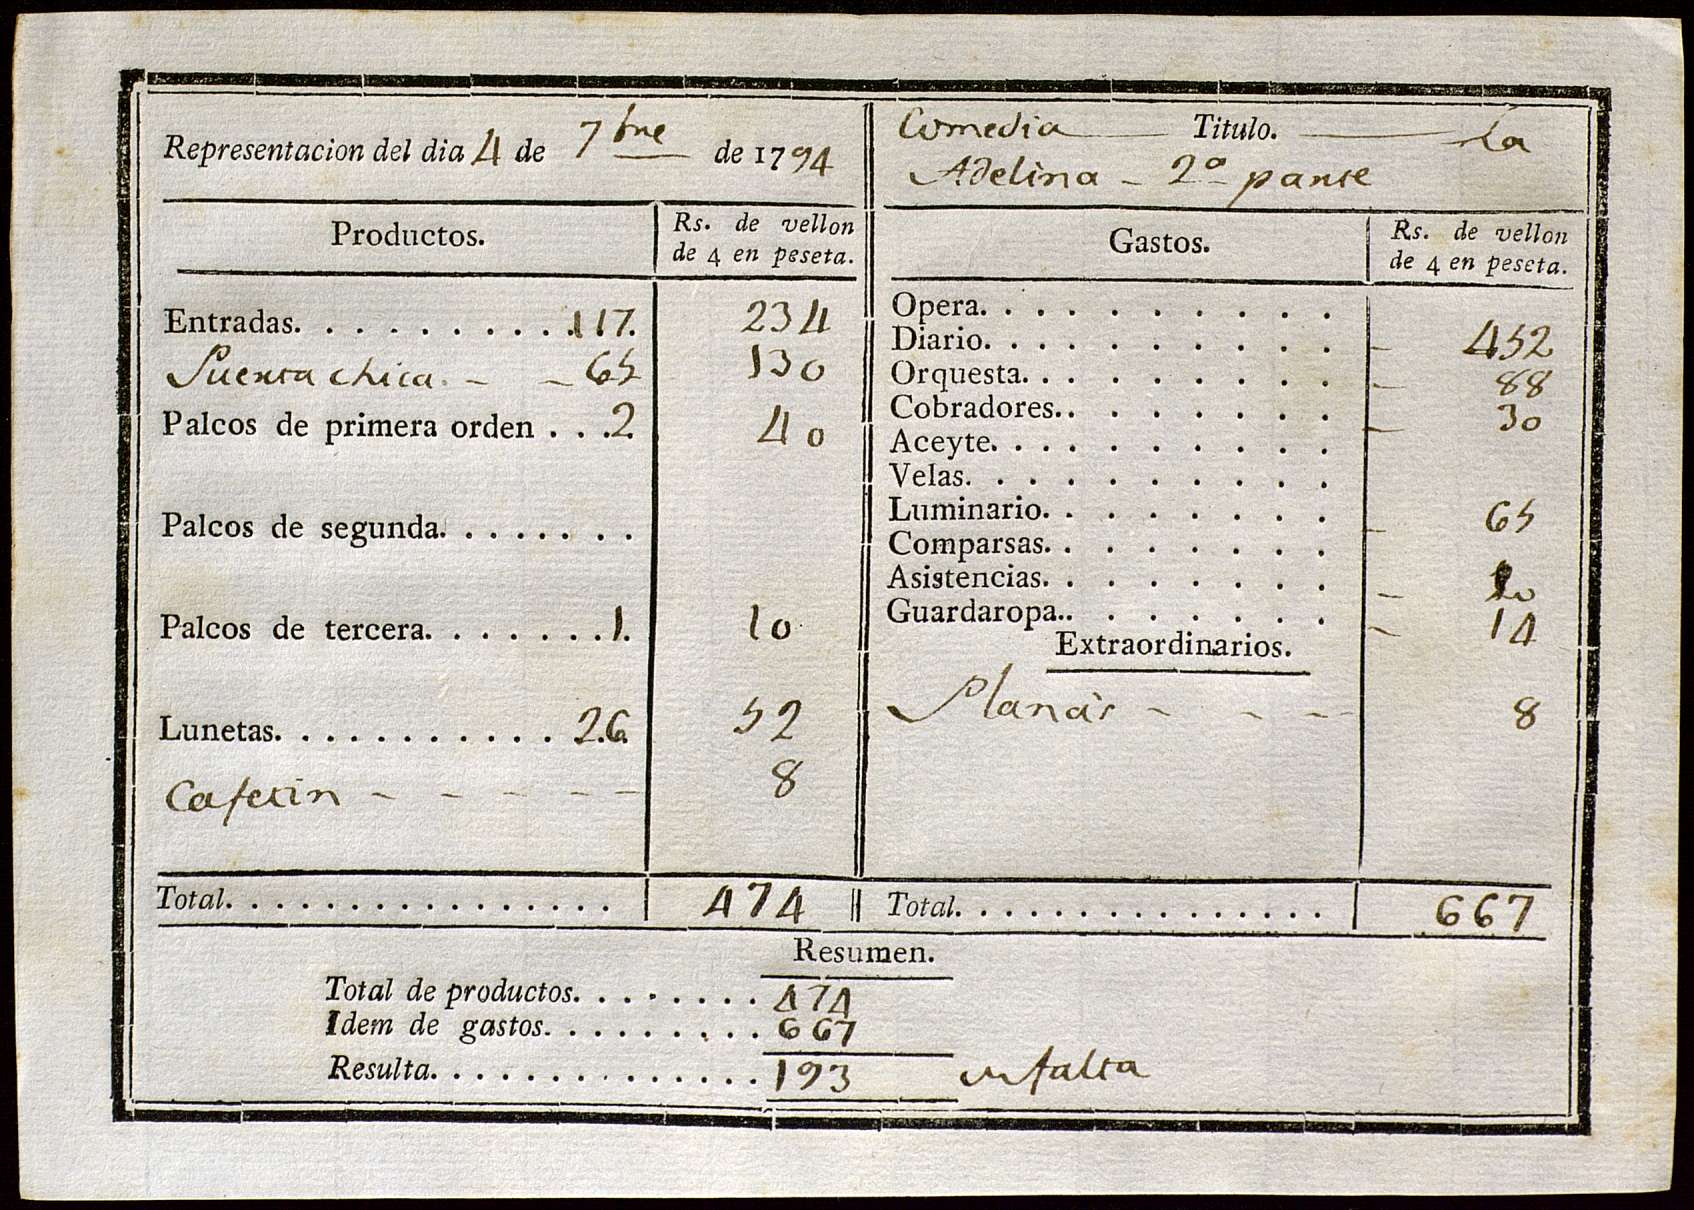 Representacion del dia 4 de 7bre de 1794
Comedia Titulo. La
Adelina - 2ª parte
Productos.
Rs. de vellon
de 4 en peseta.
Entradas. . . . . . . . . . . 117. 234
Puerta chica. - - 65 130
Palcos de primera orden . . . 2. 40
Palcos de segunda. . . . . . . .
Palcos de tercera. . . . . . . . 1. 10
Lunetas. . . . . . . . . . . . 26. 52
Cafetin - - - - - - 8
Total. . . . . . . . . . . . . . . . 474
Gastos.
Rs. de vellon
de 4 en peseta.
Opera. . . . . . . . . .
Diario. . . . . . . . . . - 452
Orquesta. . . . . . . . . - 88
Cobradores. . . . . . . . - 30
Aceyte. . . . . . . . . .
Velas. . . . . . . . . .
Luminario. . . . . . . . - 65
Comparsas. . . . . . . .
Asistencias. . . . . . . . - 10
Guardaropa. . . . . . . . - 14
Extraordinarios.
Planàs - - - - 8
Total. . . . . . . . . . . . . . . . 667
Resumen.
Total de productos. . . . . . . . 474
Idem de gastos. . . . . . . . . 667
Resulta. . . . . . . . . . . . . . 193 en falta